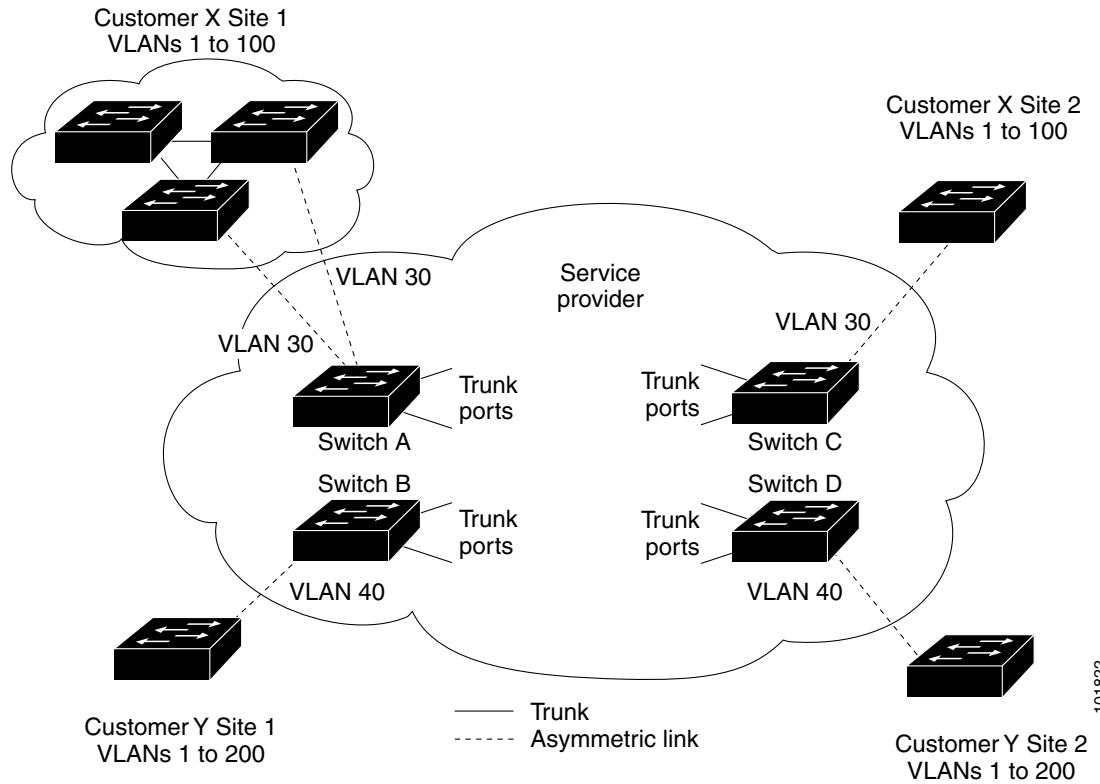 Customer X Site 1
VLANs 1 to 100
Customer X Site 2
VLANs 1 to 100
VLAN 30
Service
provider
VLAN 30
VLAN 30
Trunk
ports
Trunk
ports
Switch A
Switch C
Switch B
Switch D
Trunk
ports
Trunk
ports
VLAN 40
VLAN 40
Customer Y Site 1
VLANs 1 to 200
Trunk
Asymmetric link
Customer Y Site 2
VLANs 1 to 200
101822